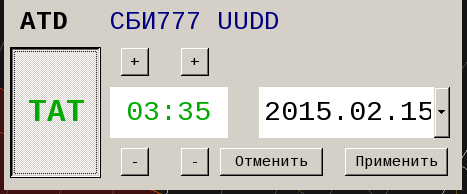 ATD СБИ777 UUDD
+ +
TAT 03:35 2015.02.15
- - Отменить Применить